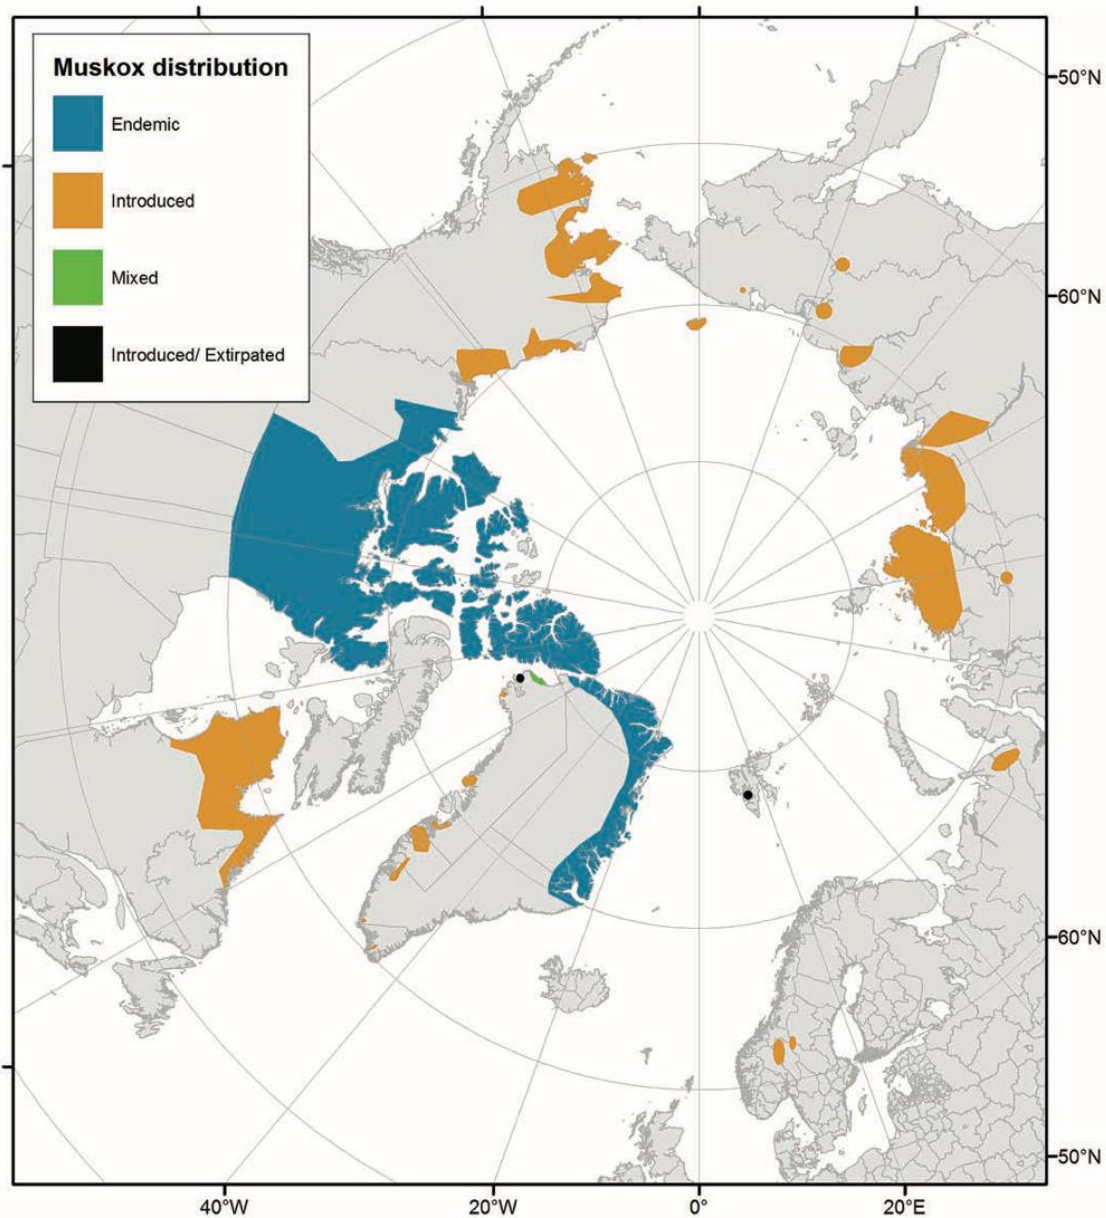 Muskox distribution
Endemic
Introduced
Mixed
Introduced/ Extirpated
50°N
60°N
60°N
50°N
40°W
20°W
0°
20°E